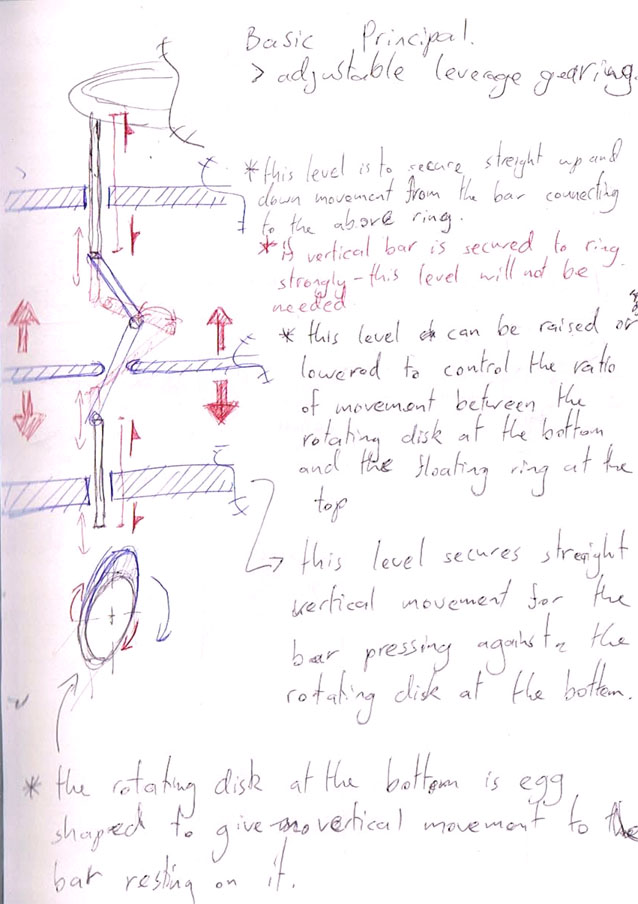 Basic Principal.
> adjustable leverage gearing.
* this level is to secure streight up and
down movement from the bar connecting
to the above ring.
* if vertical bar is secured to ring
strongly - this level will not be
needed
* this level can be raised or
lowered to control the ratio
of movement between the
rotating disk at the bottom
and the floating ring at the
top
this level secures streight
vertical movement for the
bar pressing against the
rotating disk at the bottom.
* the rotating disk at the bottom is egg
shaped to give vertical movement to the
bar resting on it.